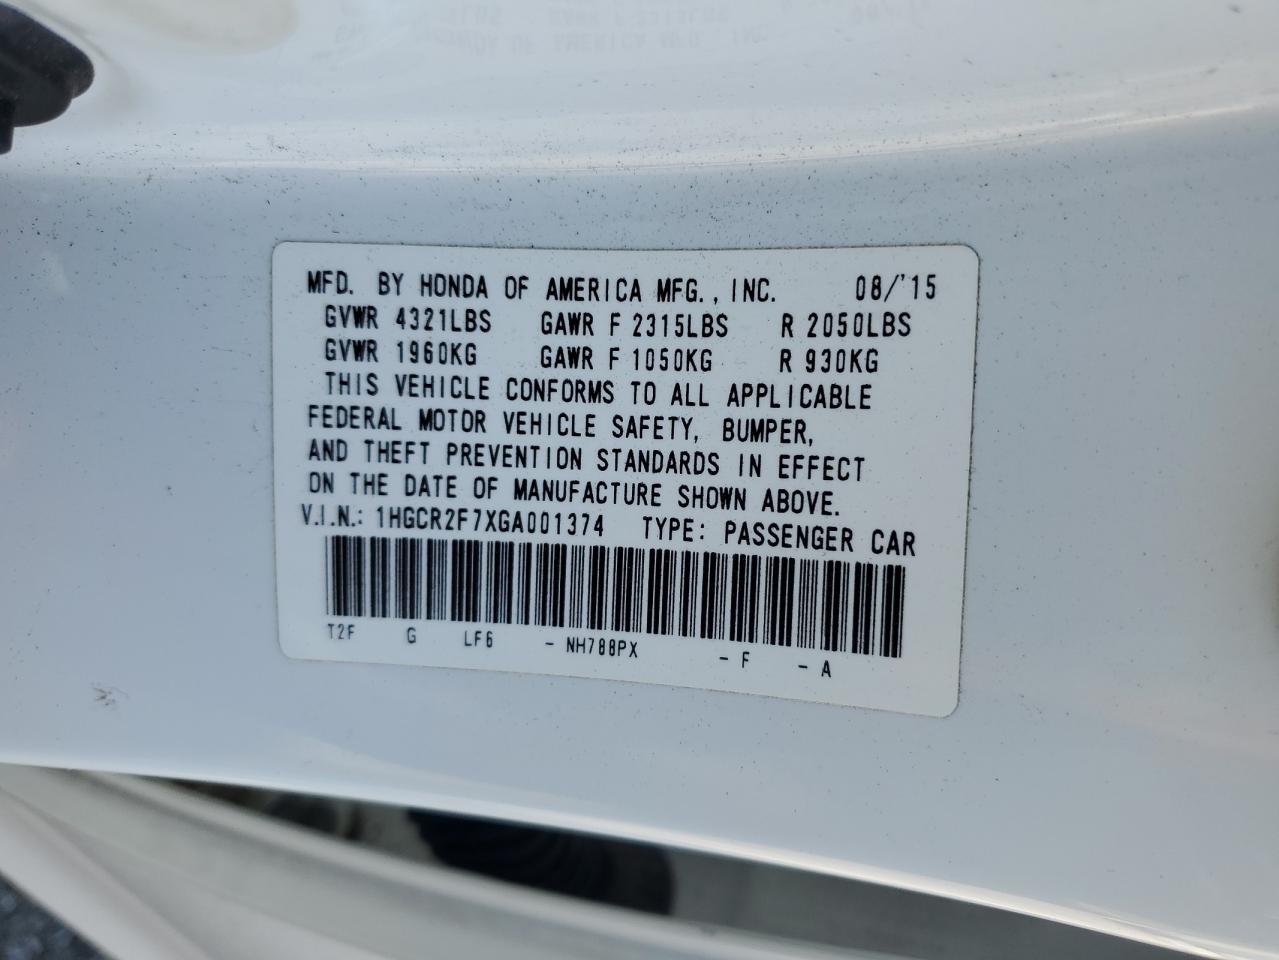 MFD. BY HONDA OF AMERICA MFG., INC. 08/'15
GVWR 4321LBS GAWR F 2315LBS R 2050LBS
GVWR 1960KG GAWR F 1050KG R 930KG
THIS VEHICLE CONFORMS TO ALL APPLICABLE
FEDERAL MOTOR VEHICLE SAFETY, BUMPER,
AND THEFT PREVENTION STANDARDS IN EFFECT
ON THE DATE OF MANUFACTURE SHOWN ABOVE.
V.I.N.: 1HGCR2F7XGA001374 TYPE: PASSENGER CAR
T2F G LF6 - NH788PX - F - A